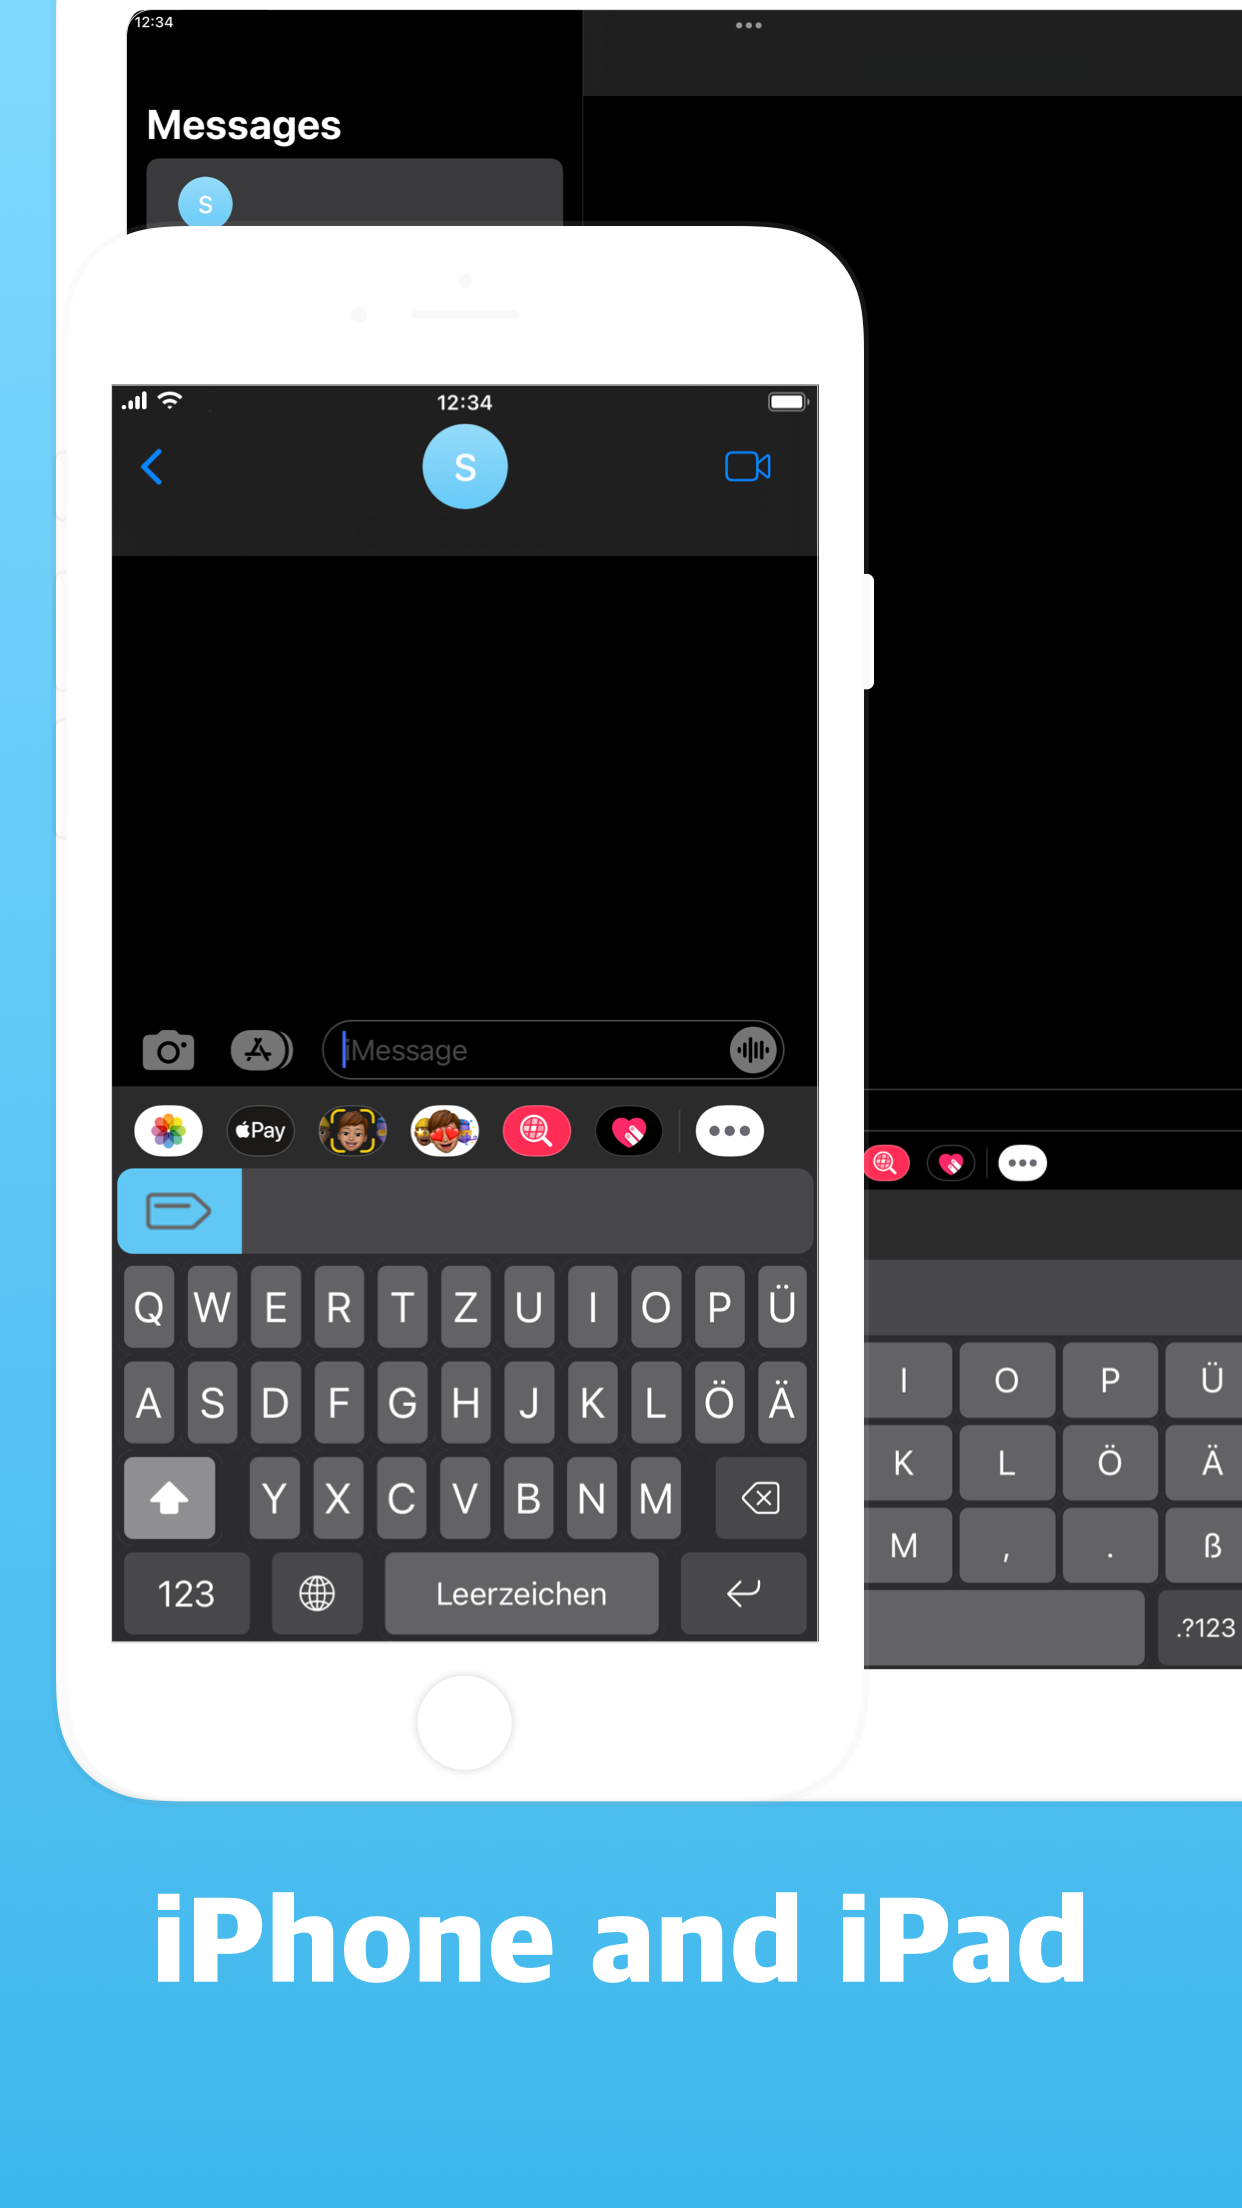 12:34
Messages
S
12:34
S
iMessage
Pay
Q W E R T Z U I O P Ü
A S D F G H J K L Ö Ä
Y X C V B N M
123 Leerzeichen
I O P Ü
K L Ö Ä
M , . ß
.?123
iPhone and iPad